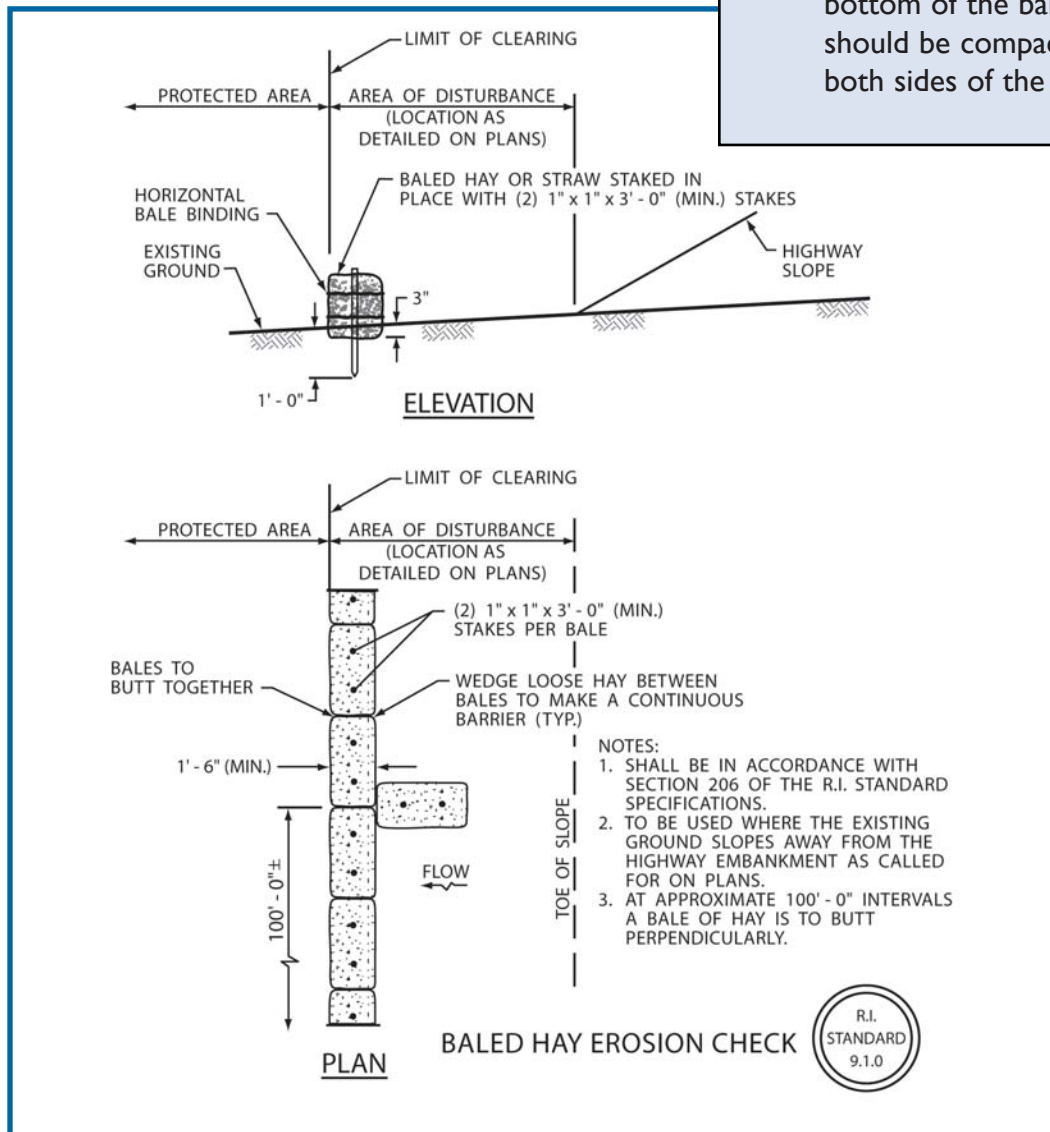 bottom of the
should be
both sides of the
LIMIT OF CLEARING
PROTECTED AREA
AREA OF DISTURBANCE
(LOCATION AS
DETAILED ON PLANS)
BALED HAY OR STRAW STAKED IN
PLACE WITH (2) 1" x 1" x 3' - 0" (MIN.) STAKES
HORIZONTAL
BALE BINDING
EXISTING
GROUND
HIGHWAY
SLOPE
3"
1' - 0"
ELEVATION
LIMIT OF CLEARING
PROTECTED AREA
AREA OF DISTURBANCE
(LOCATION AS
DETAILED ON PLANS)
(2) 1" x 1" x 3' - 0" (MIN.)
STAKES PER BALE
BALES TO
BUTT TOGETHER
WEDGE LOOSE HAY BETWEEN
BALES TO MAKE A CONTINUOUS
BARRIER (TYP.)
1' - 6" (MIN.)
100' - 0"±
FLOW
TOE OF SLOPE
NOTES:
1. SHALL BE IN ACCORDANCE WITH
SECTION 206 OF THE R.I. STANDARD
SPECIFICATIONS.
2. TO BE USED WHERE THE EXISTING
GROUND SLOPES AWAY FROM THE
HIGHWAY EMBANKMENT AS CALLED
FOR ON PLANS.
3. AT APPROXIMATE 100' - 0" INTERVALS
A BALE OF HAY IS TO BUTT
PERPENDICULARLY.
PLAN
BALED HAY EROSION CHECK
R.I.
STANDARD
9.1.0